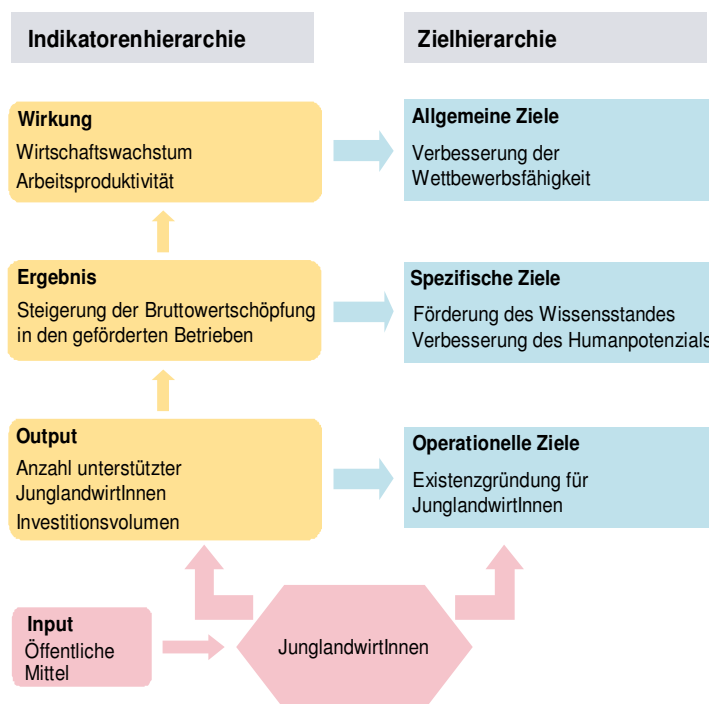 Indikatorenhierarchie
Zielhierarchie
Wirkung
Wirtschaftswachstum
Arbeitsproduktivität
Allgemeine Ziele
Verbesserung der
Wettbewerbsfähigkeit
Ergebnis
Steigerung der Bruttowertschöpfung
in den geförderten Betrieben
Spezifische Ziele
Förderung des Wissensstandes
Verbesserung des Humanpotenzials
Output
Anzahl unterstützter
JunglandwirtInnen
Investitionsvolumen
Operationelle Ziele
Existenzgründung für
JunglandwirtInnen
Input
Öffentliche
Mittel
JunglandwirtInnen